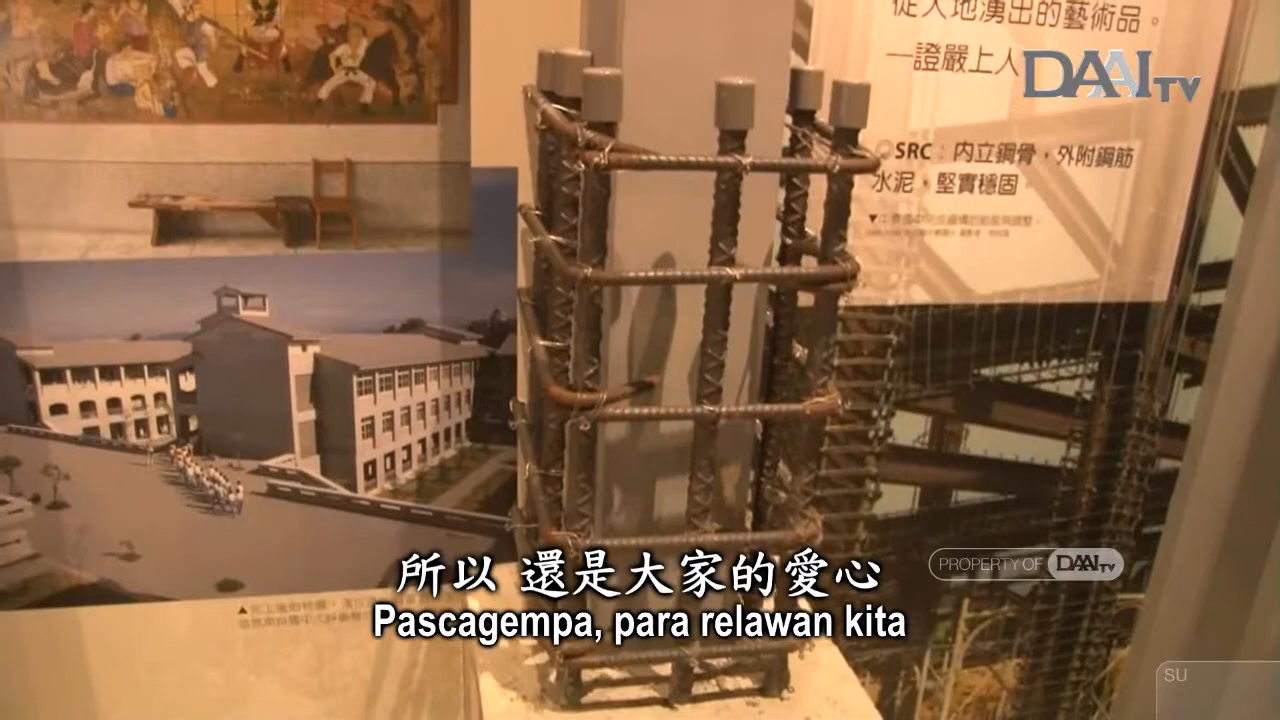 從大地湧出的藝術品。
—證嚴上人
DAAI TV
SRC：內立鋼骨，外附鋼筋
水泥，堅實穩固
PROPERTY OF DAAI TV
所以 還是大家的愛心
Pascagempa, para relawan kita
SU